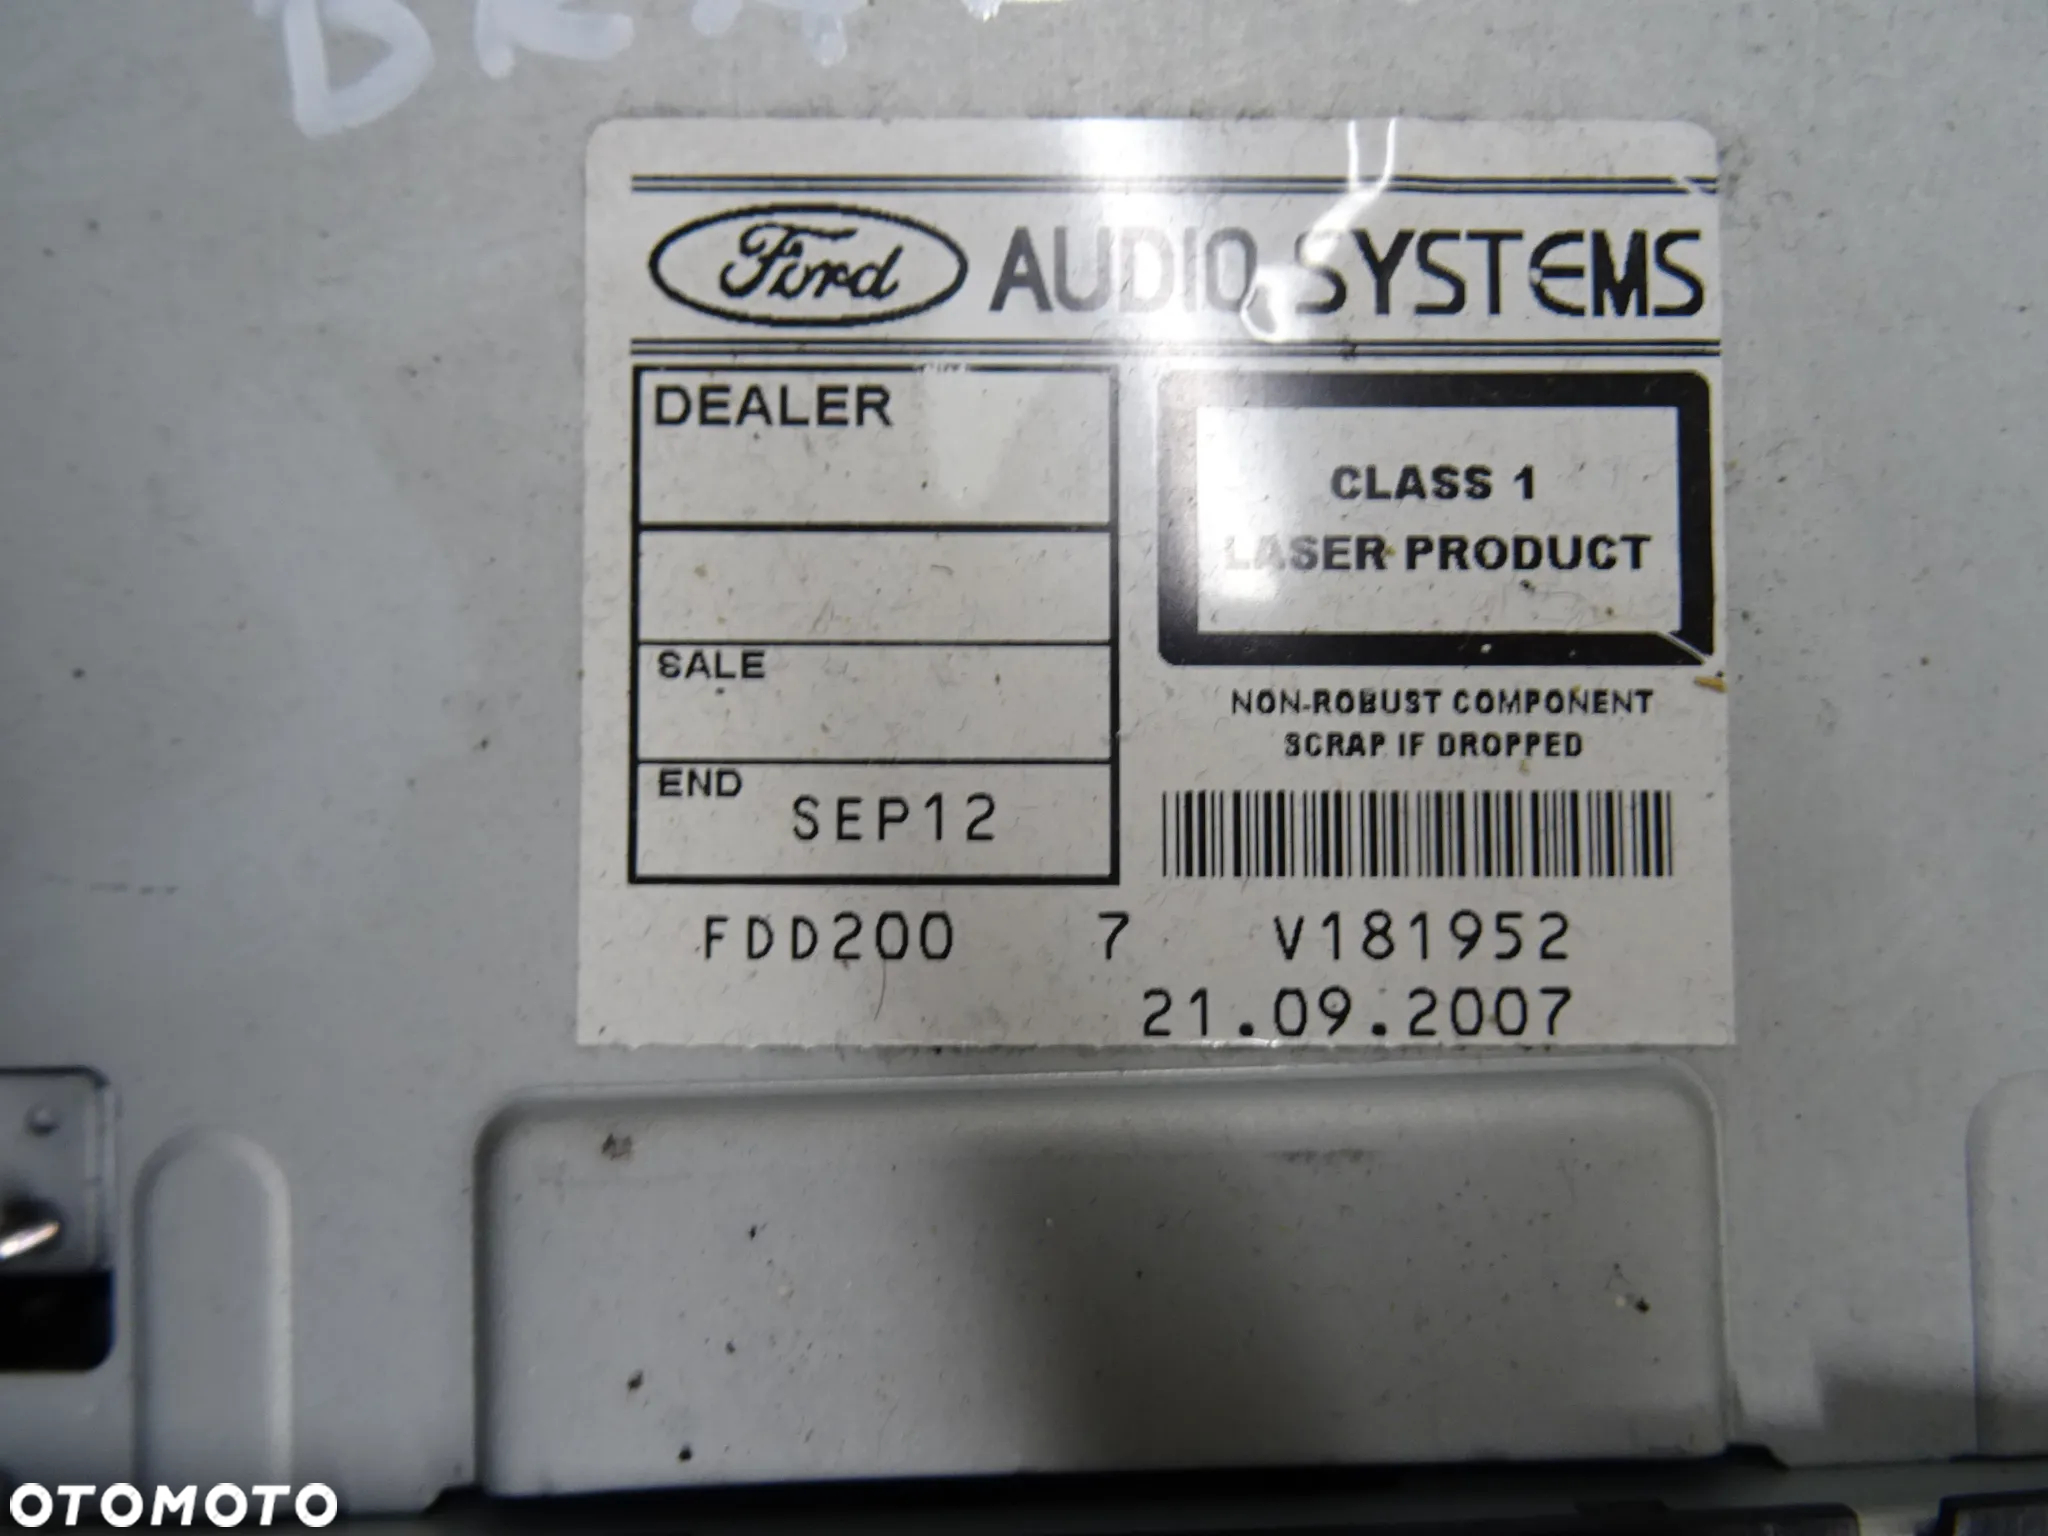 Ford AUDIO SYSTEMS
DEALER
SALE
END SEP12
CLASS 1
LASER PRODUCT
NON-ROBUST COMPONENT
SCRAP IF DROPPED
FDD200 7 V181952
21.09.2007
OTOMOTO